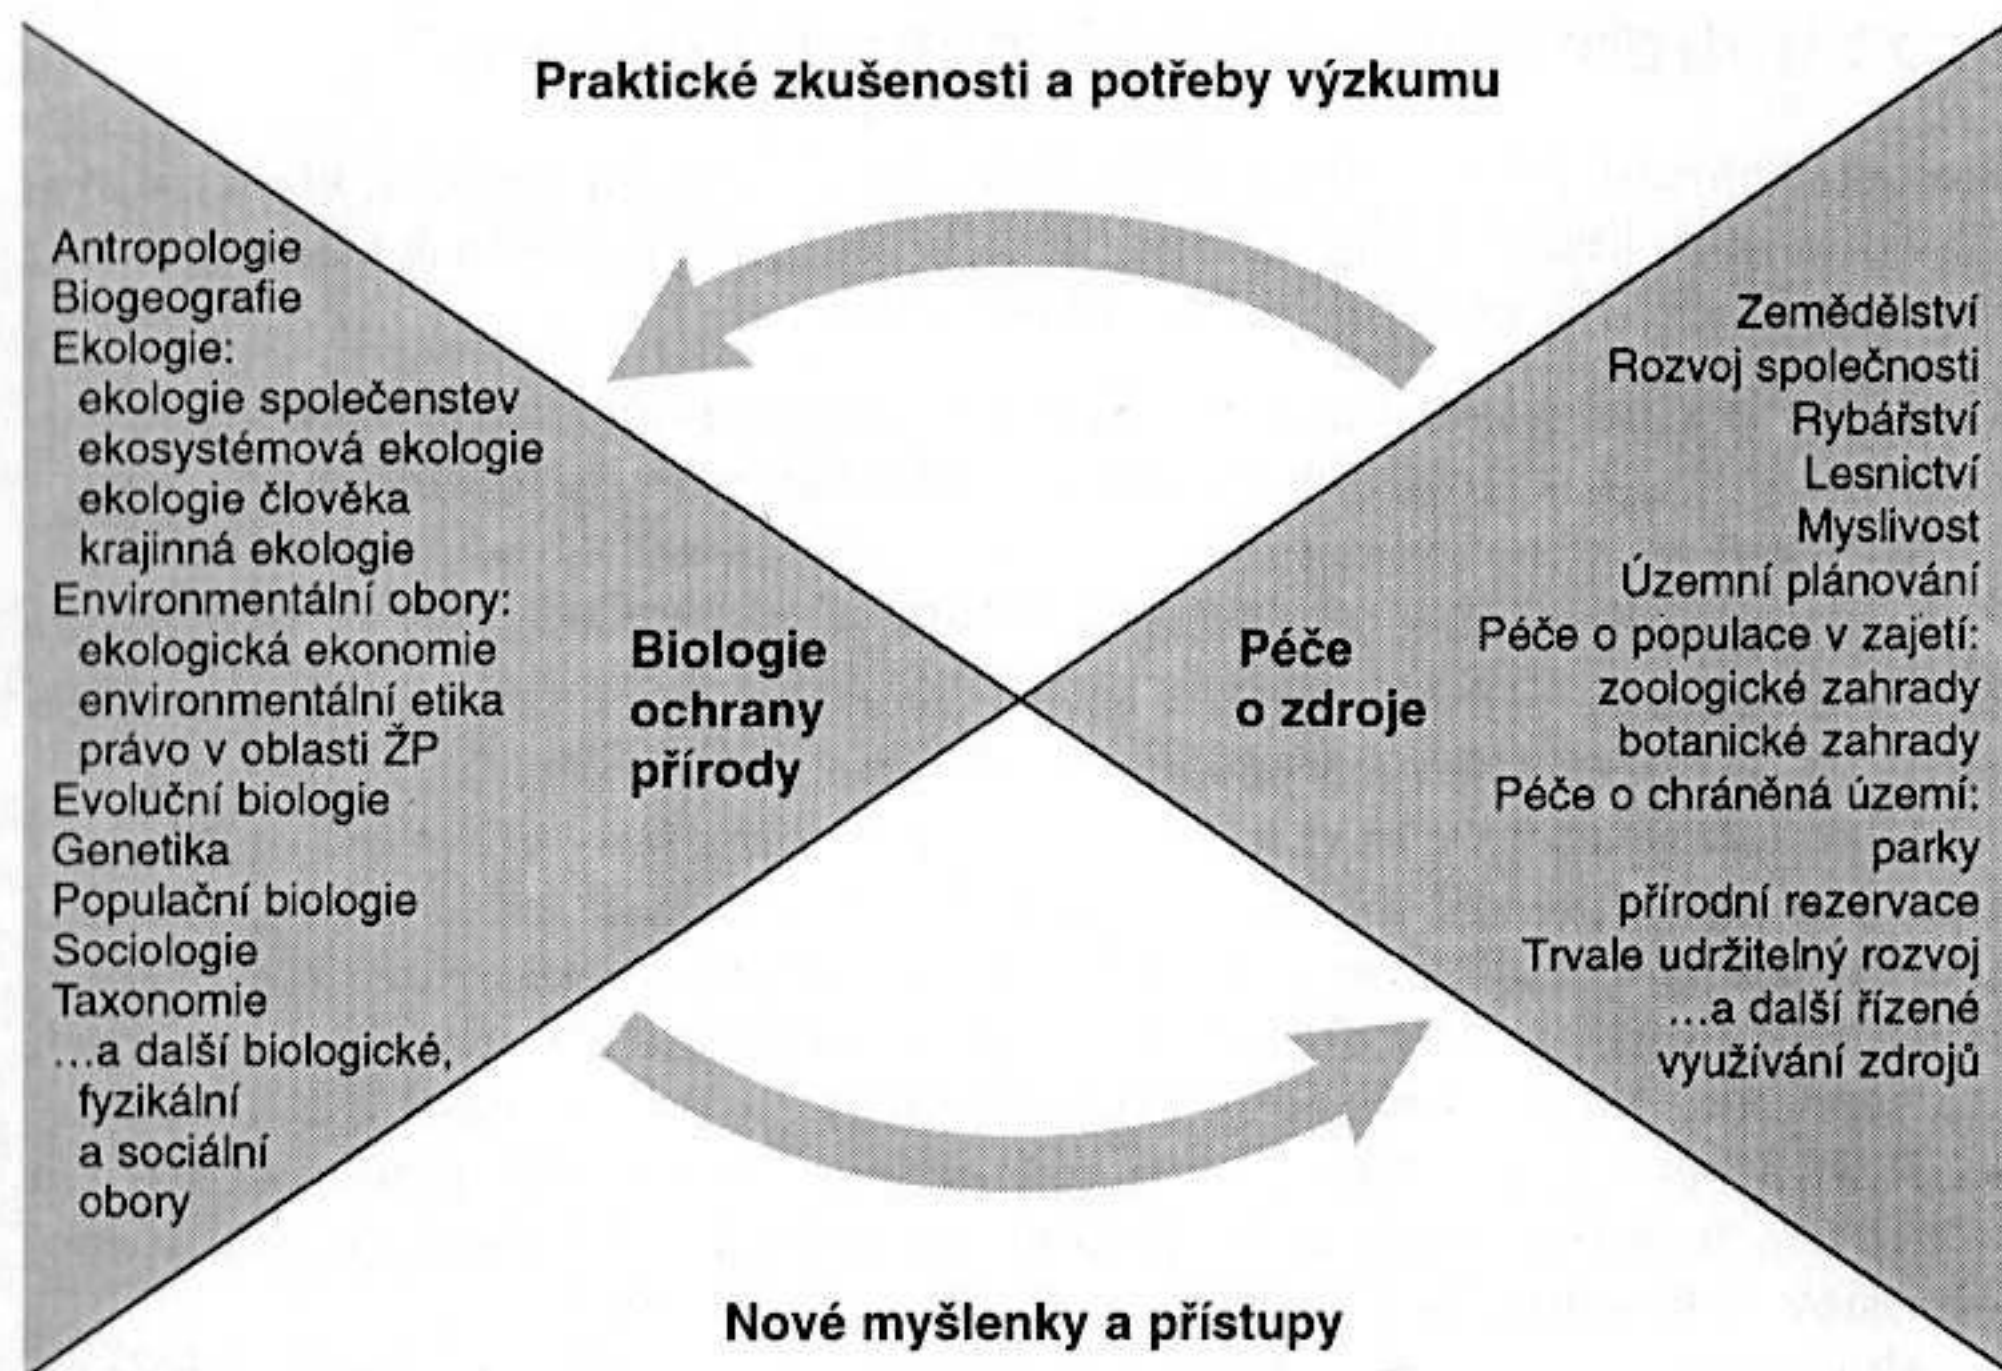 Praktické zkušenosti a potřeby výzkumu
Antropologie
Biogeografie
Ekologie:
ekologie společenstev
ekosystémová ekologie
ekologie člověka
krajinná ekologie
Environmentální obory:
ekologická ekonomie
environmentální etika
právo v oblasti ŽP
Evoluční biologie
Genetika
Populační biologie
Sociologie
Taxonomie
...a další biologické,
fyzikální
a sociální
obory
Biologie
ochrany
přírody
Péče
o zdroje
Zemědělství
Rozvoj společnosti
Rybářství
Lesnictví
Myslivost
Územní plánování
Péče o populace v zajetí:
zoologické zahrady
botanické zahrady
Péče o chráněná území:
parky
přírodní rezervace
Trvale udržitelný rozvoj
...a další řízené
využívání zdrojů
Nové myšlenky a přístupy